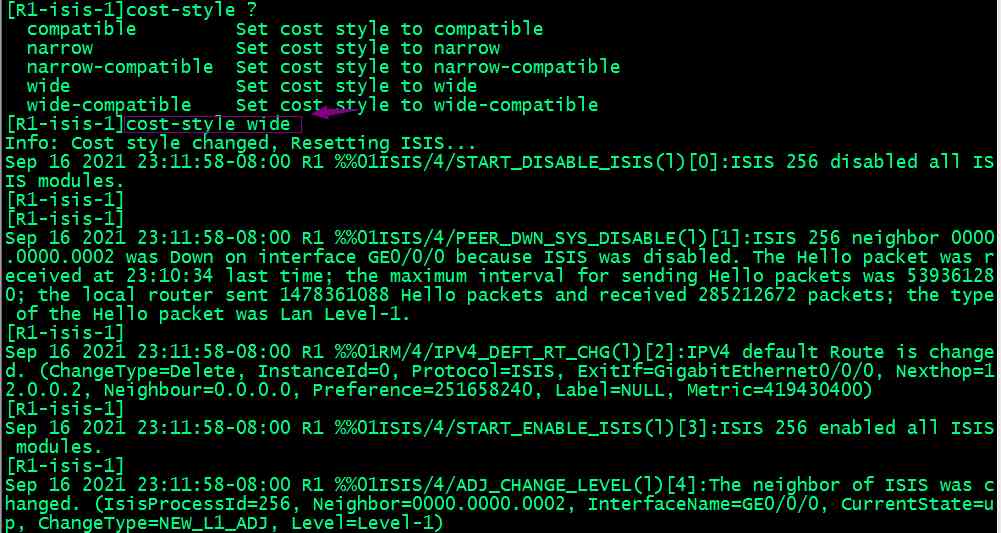 [R1-isis-1]cost-style ?
  compatible         Set cost style to compatible
  narrow             Set cost style to narrow
  narrow-compatible  Set cost style to narrow-compatible
  wide               Set cost style to wide
  wide-compatible    Set cost style to wide-compatible
[R1-isis-1]cost-style wide
Info: Cost style changed, Resetting ISIS...
Sep 16 2021 23:11:58-08:00 R1 %%01ISIS/4/START_DISABLE_ISIS(l)[0]:ISIS 256 disabled all IS
IS modules.
[R1-isis-1]
[R1-isis-1]
Sep 16 2021 23:11:58-08:00 R1 %%01ISIS/4/PEER_DWN_SYS_DISABLE(l)[1]:ISIS 256 neighbor 0000
.0000.0002 was Down on interface GE0/0/0 because ISIS was disabled. The Hello packet was r
eceived at 23:10:34 last time; the maximum interval for sending Hello packets was 53936128
0; the local router sent 1478361088 Hello packets and received 285212672 packets; the type
 of the Hello packet was Lan Level-1.
[R1-isis-1]
Sep 16 2021 23:11:58-08:00 R1 %%01RM/4/IPV4_DEFT_RT_CHG(l)[2]:IPV4 default Route is change
d. (ChangeType=Delete, InstanceId=0, Protocol=ISIS, ExitIf=GigabitEthernet0/0/0, Nexthop=1
2.0.0.2, Neighbour=0.0.0.0, Preference=251658240, Label=NULL, Metric=419430400)
[R1-isis-1]
Sep 16 2021 23:11:58-08:00 R1 %%01ISIS/4/START_ENABLE_ISIS(l)[3]:ISIS 256 enabled all ISIS
 modules.
[R1-isis-1]
Sep 16 2021 23:11:58-08:00 R1 %%01ISIS/4/ADJ_CHANGE_LEVEL(l)[4]:The neighbor of ISIS was c
hanged. (IsisProcessId=256, Neighbor=0000.0000.0002, InterfaceName=GE0/0/0, CurrentState=u
p, ChangeType=NEW_L1_ADJ, Level=Level-1)